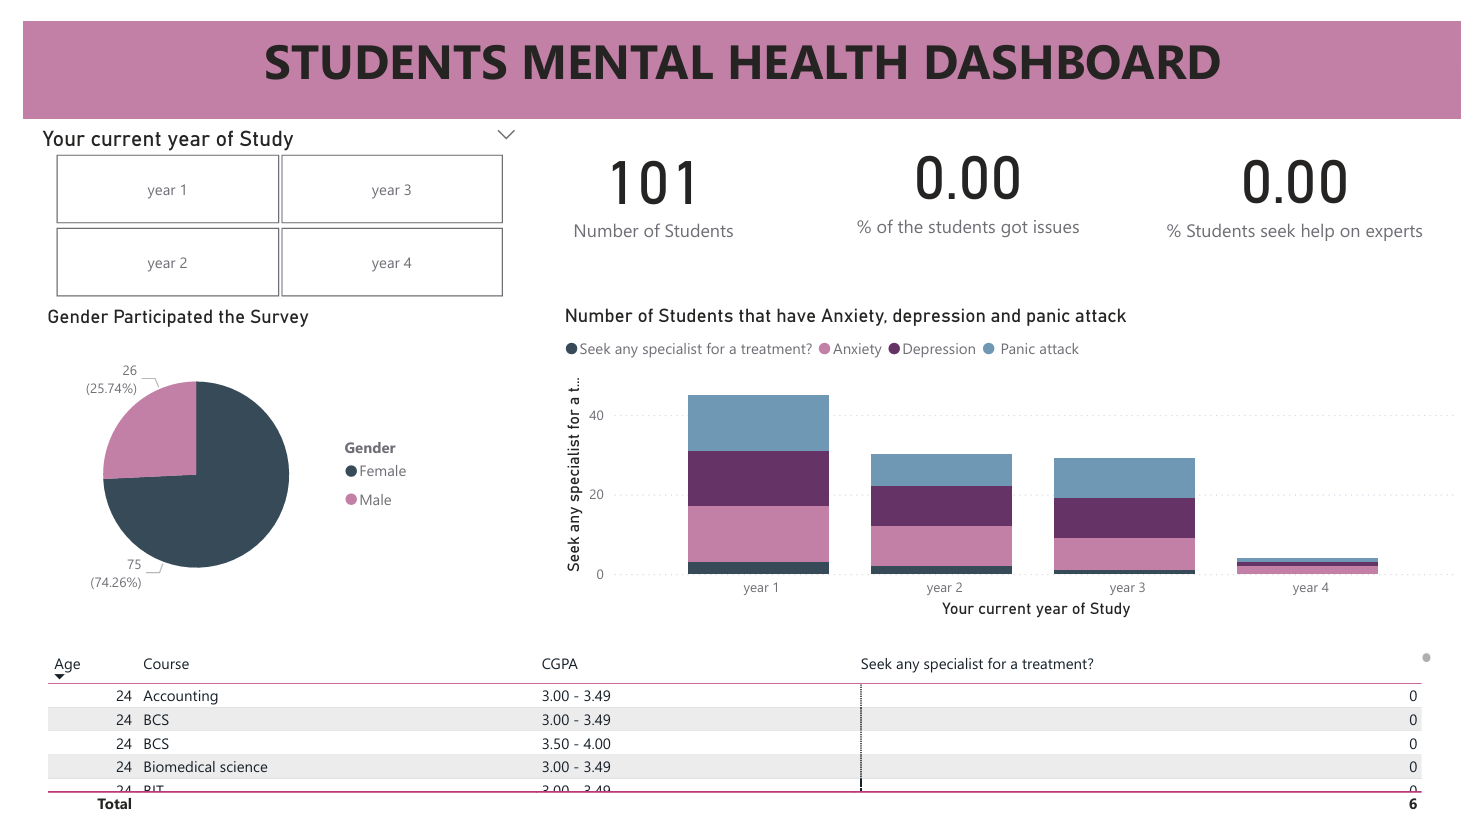 STUDENTS MENTAL HEALTH DASHBOARD
Your current year of Study
year 1
year 3
year 2
year 4
101
Number of Students
0.00
% of the students got issues
0.00
% Students seek help on experts
Gender Participated the Survey
26
(25.74%)
75
(74.26%)
Gender
Female
Male
Number of Students that have Anxiety, depression and panic attack
Seek any specialist for a treatment? Anxiety Depression Panic attack
Seek any specialist for a t...
40
20
0
year 1 year 2 year 3 year 4
Your current year of Study
Age Course CGPA Seek any specialist for a treatment?
24 Accounting 3.00 - 3.49 0
24 BCS 3.00 - 3.49 0
24 BCS 3.50 - 4.00 0
24 Biomedical science 3.00 - 3.49 0
24 BIT 3.00 - 3.49 0
Total 6